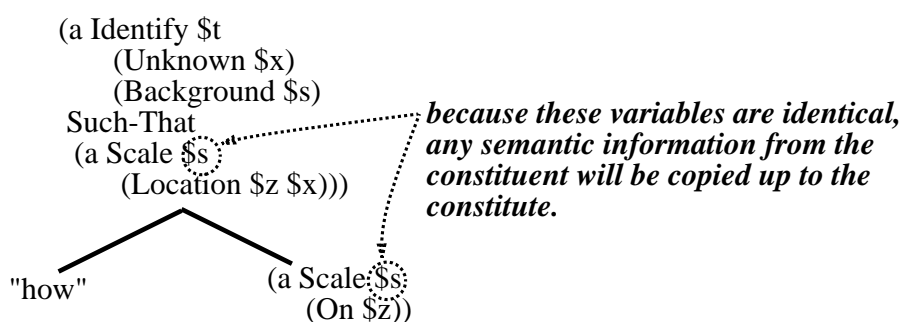 (a Identify $t
(Unknown $x)
(Background $s)
Such-That
(a Scale $s
(Location $z $x)))
because these variables are identical,
any semantic information from the
constituent will be copied up to the
constitute.
"how"
(a Scale $s
(On $z))